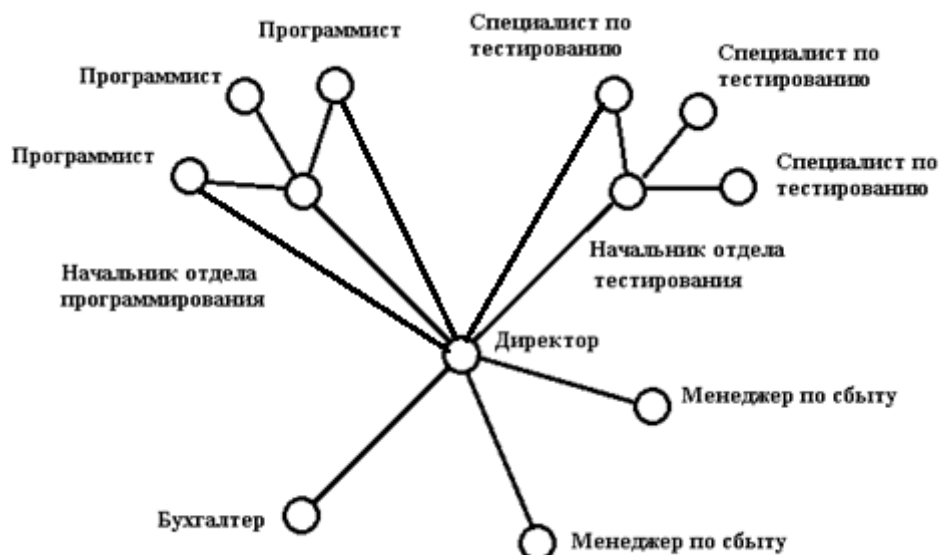 Программист
Специалист по
тестированию
Программист
Специалист по
тестированию
Программист
Специалист по
тестированию
Начальник отдела
программирования
Начальник отдела
тестирования
Директор
Менеджер по сбыту
Бухгалтер
Менеджер по сбыту